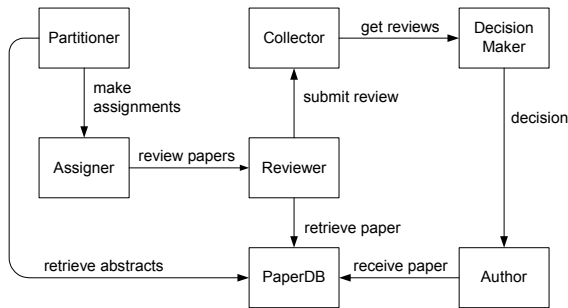 Partitioner
Collector
get reviews
Decision
Maker
make
assignments
submit review
decision
Assigner
review papers
Reviewer
retrieve paper
retrieve abstracts
PaperDB
receive paper
Author